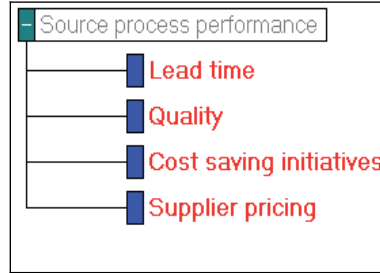 Source process performance
Lead time
Quality
Cost saving initiatives
Supplier pricing